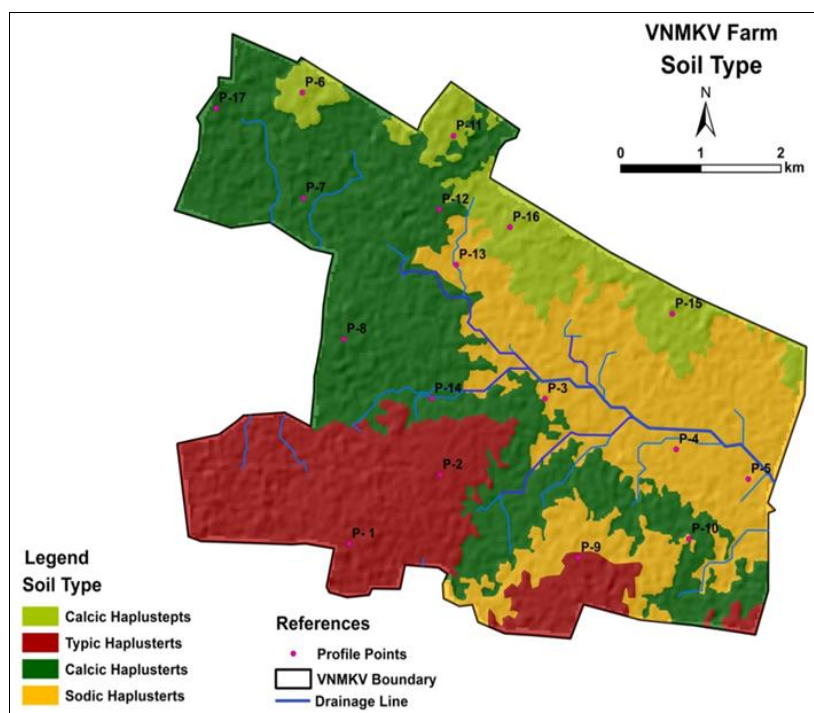 VNMKV Farm
Soil Type
N
0 1 2
km
P-6
P-17
P-11
P-7
P-12
P-16
P-13
P-15
P-8
P-14
P-3
P-4
P-2
P-5
P-10
P- 1
P-9
Legend
Soil Type
Calcic Haplustepts
Typic Haplusterts
Calcic Haplusterts
Sodic Haplusterts
References
Profile Points
VNMKV Boundary
Drainage Line